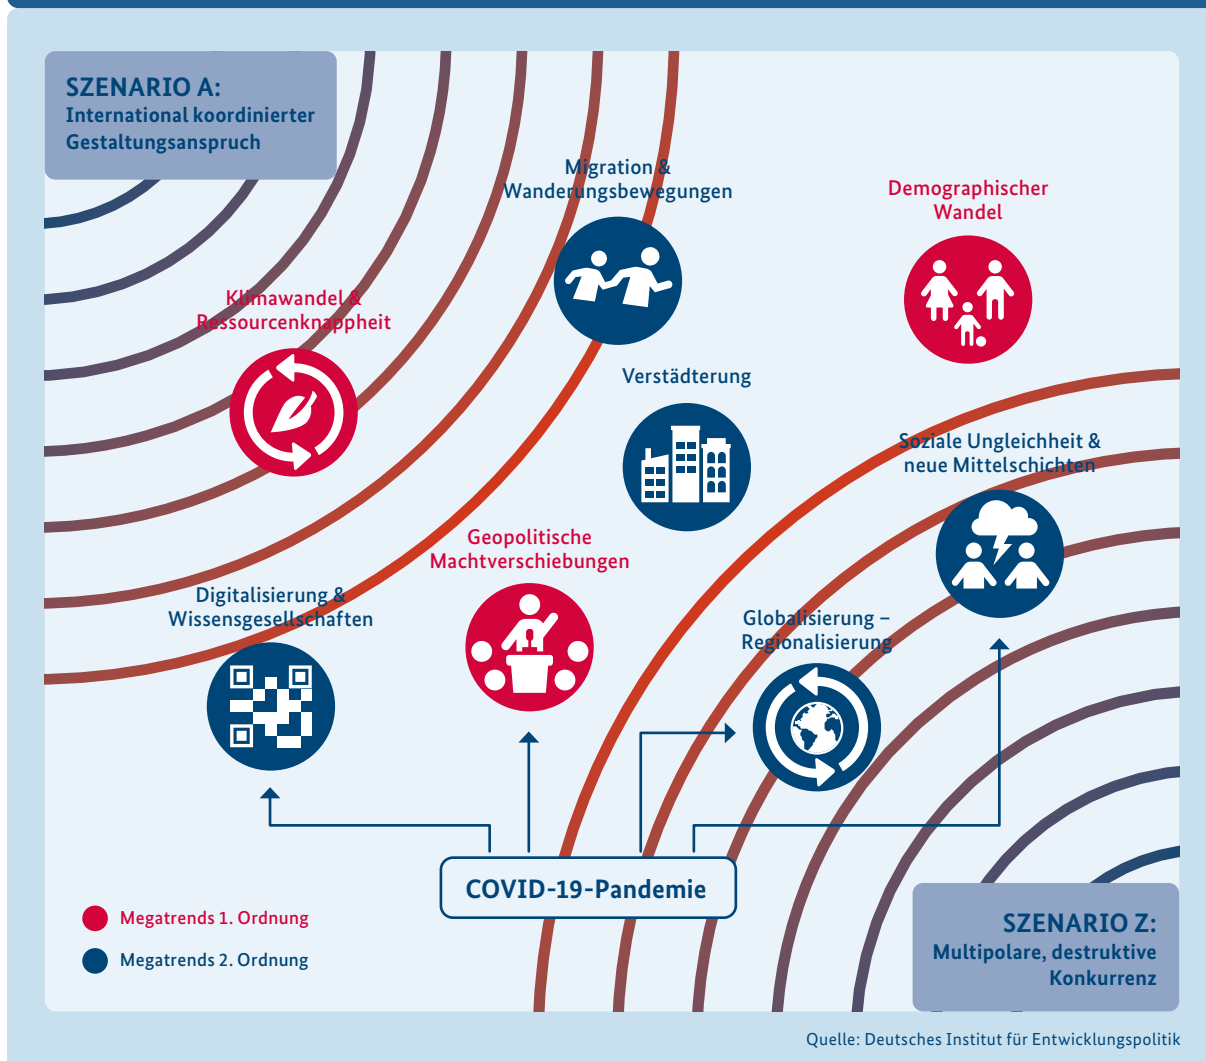 SZENARIO A:
International koordinierter
Gestaltungsanspruch
Migration &
Wanderungsbewegungen
Demographischer
Wandel
Klimawandel &
Ressourcenknappheit
Verstädterung
Soziale Ungleichheit &
neue Mittelschichten
Geopolitische
Machtverschiebungen
Digitalisierung &
Wissensgesellschaften
Globalisierung –
Regionalisierung
COVID-19-Pandemie
Megatrends 1. Ordnung
Megatrends 2. Ordnung
SZENARIO Z:
Multipolare, destruktive
Konkurrenz
Quelle: Deutsches Institut für Entwicklungspolitik